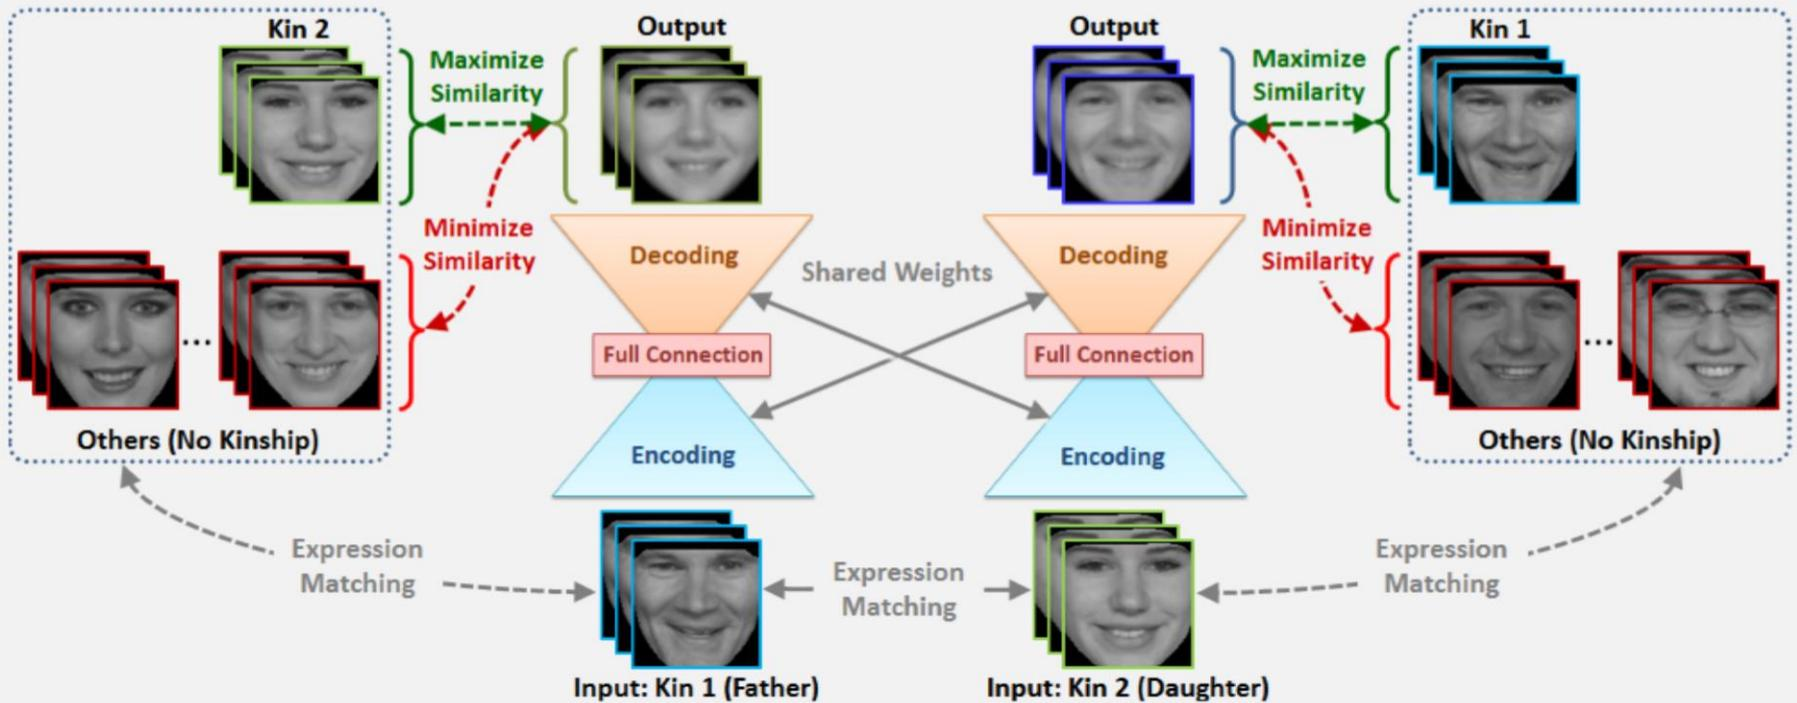 Kin 2
Output
Output
Kin 1
Maximize
Similarity
Maximize
Similarity
Minimize
Similarity
Minimize
Similarity
Decoding
Shared Weights
Decoding
Full Connection
Full Connection
...
...
Others (No Kinship)
Others (No Kinship)
Encoding
Encoding
Expression
Matching
Expression
Matching
Expression
Matching
Input: Kin 1 (Father)
Input: Kin 2 (Daughter)